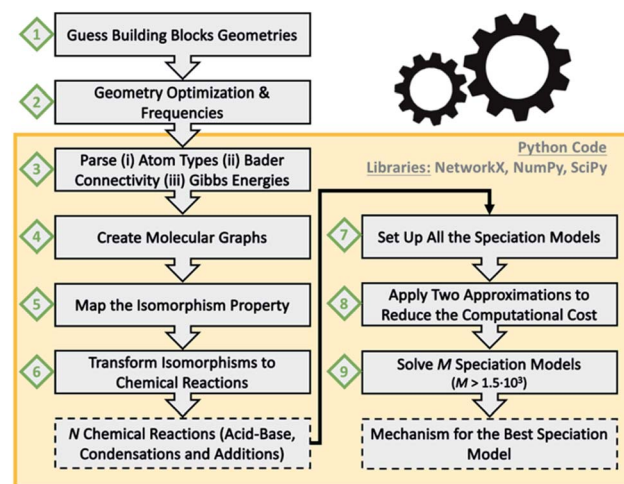 1
Guess Building Blocks Geometries
2
Geometry Optimization &
Frequencies
Python Code
Libraries: NetworkX, NumPy, SciPy
3
Parse (i) Atom Types (ii) Bader
Connectivity (iii) Gibbs Energies
4
Create Molecular Graphs
5
Map the Isomorphism Property
6
Transform Isomorphisms to
Chemical Reactions
N Chemical Reactions (Acid-Base,
Condensations and Additions)
7
Set Up All the Speciation Models
8
Apply Two Approximations to
Reduce the Computational Cost
9
Solve M Speciation Models
(M > 1.5·10³)
Mechanism for the Best Speciation
Model